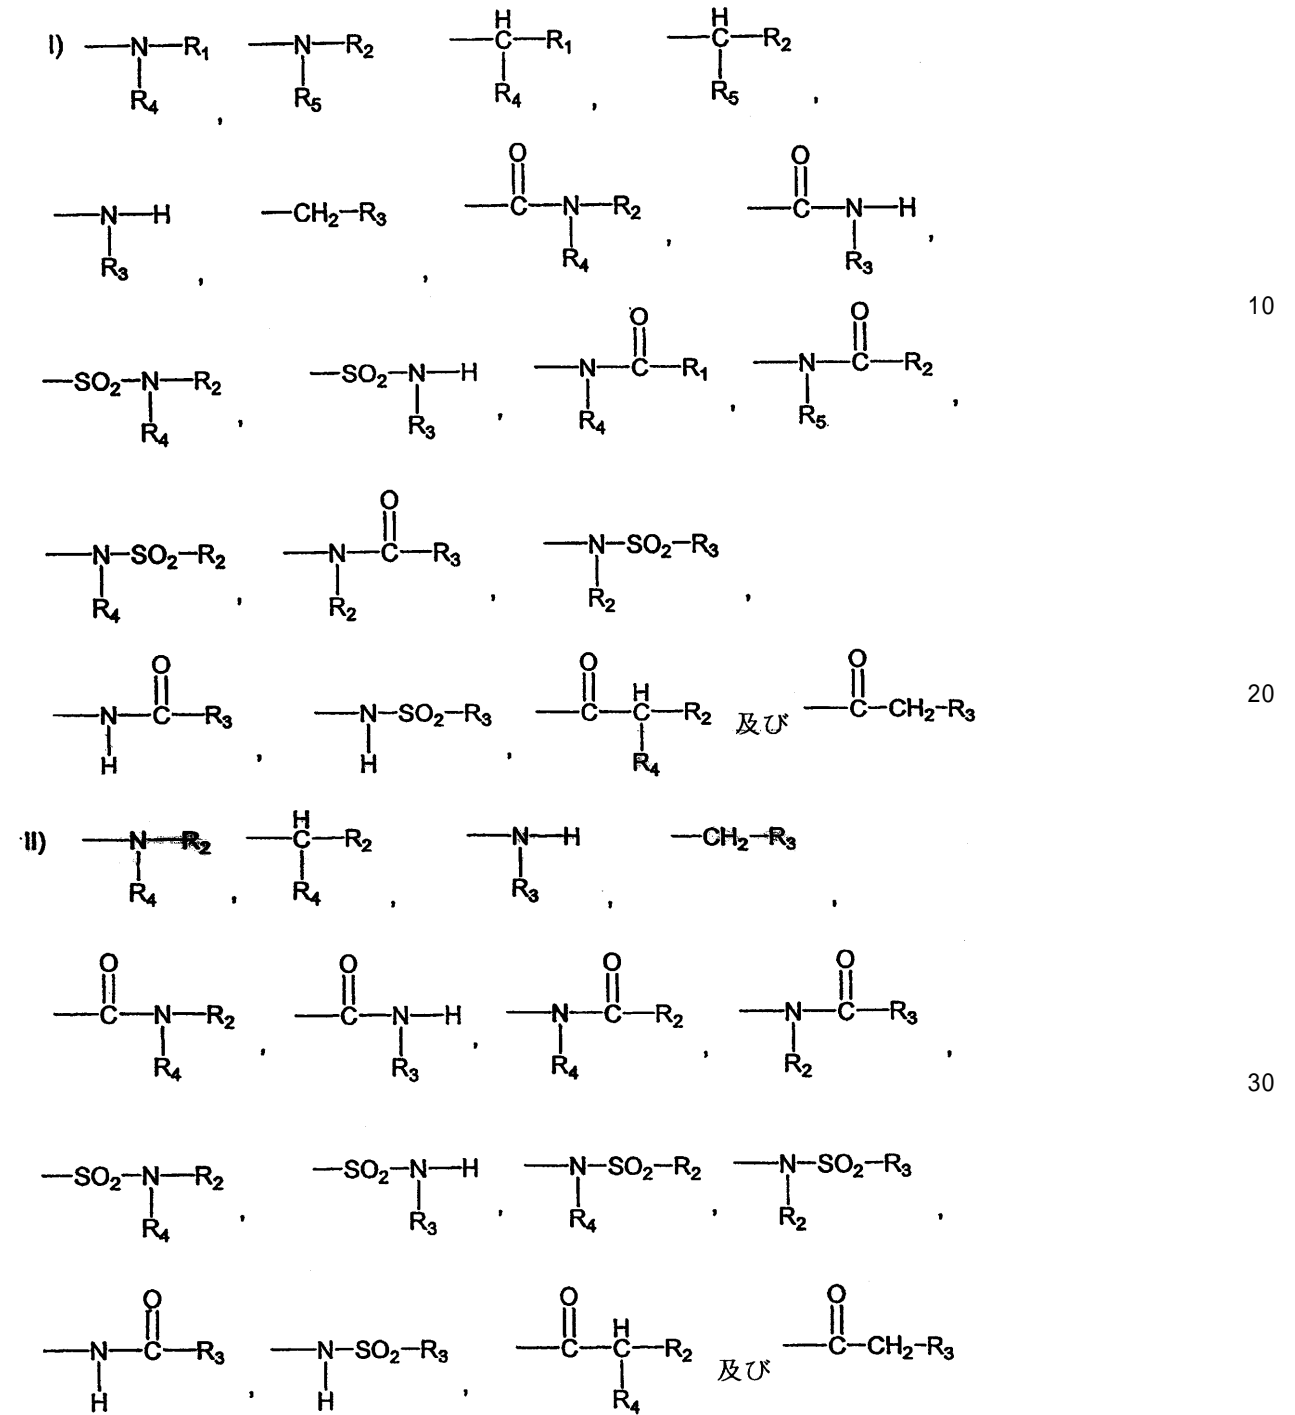 I) —N—R₁ —N—R₂ —C—R₁ —C—R₂
H H
R₄ , R₅ R₄ , R₅ ,
O O
—N—H —CH₂—R₃ —C—N—R₂ —C—N—H
R₃ , , R₄ , R₃ ,
10
O O
—SO₂—N—R₂ —SO₂—N—H —N—C—R₁ —N—C—R₂
R₄ , R₃ , R₄ , R₅ ,
O
—N—SO₂—R₂ —N—C—R₃ —N—SO₂—R₃
R₄ , R₂ , R₂ ,
O O O
20
—N—C—R₃ —N—SO₂—R₃ —C—C—R₂ 及び —C—CH₂—R₃
H
H , H , R₄
II) —N—R₂ —C—R₂ —N—H —CH₂—R₃
H
R₄ , R₄ , R₃ , ,
O O O O
—C—N—R₂ —C—N—H —N—C—R₂ —N—C—R₃
R₄ , R₃ , R₄ , R₂ ,
30
—SO₂—N—R₂ —SO₂—N—H —N—SO₂—R₂ —N—SO₂—R₃
R₄ , R₃ , R₄ , R₂ ,
O O O
—N—C—R₃ —N—SO₂—R₃ —C—C—R₂ 及び —C—CH₂—R₃
H
H , H , R₄